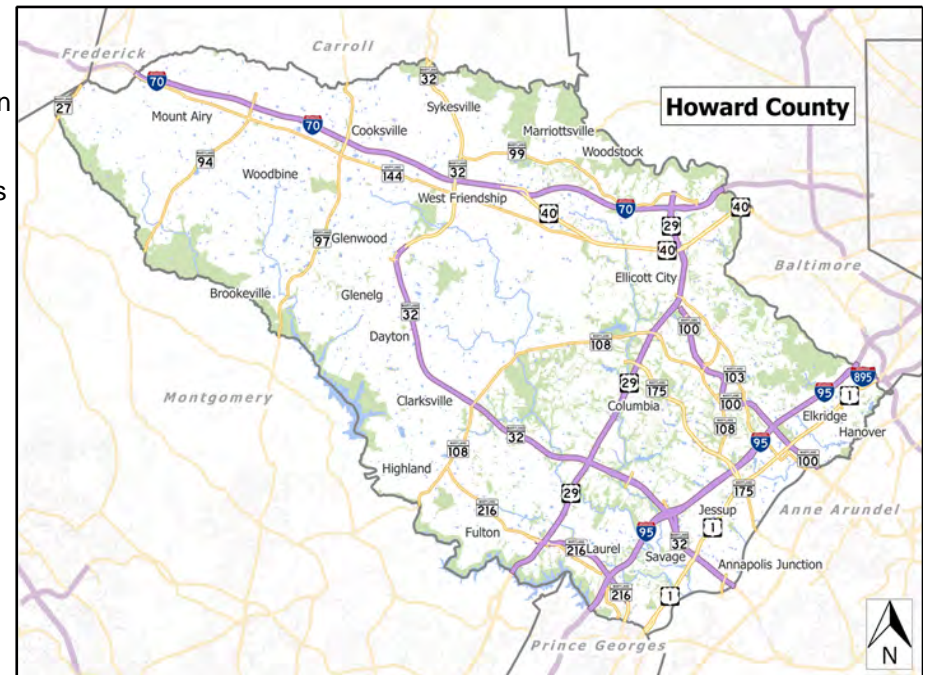 Frederick
Carroll
32
70
27
n
Sykesville
Howard County
Mount Airy
70
Cooksville
Marriottsville
99
Woodstock
94
s
Woodbine
144
32
West Friendship
40
70
29
40
97
Glenwood
40
Baltimore
Ellicott City
Brookeville
Glenelg
32
Dayton
100
108
103
95
895
1
Montgomery
29
175
Columbia
100
Elkridge
Clarksville
108
Hanover
32
95
108
100
Highland
29
175
Anne Arundel
216
Jessup
1
Fulton
95
216
Laurel
Savage
32
Annapolis Junction
216
1
Prince Georges
N